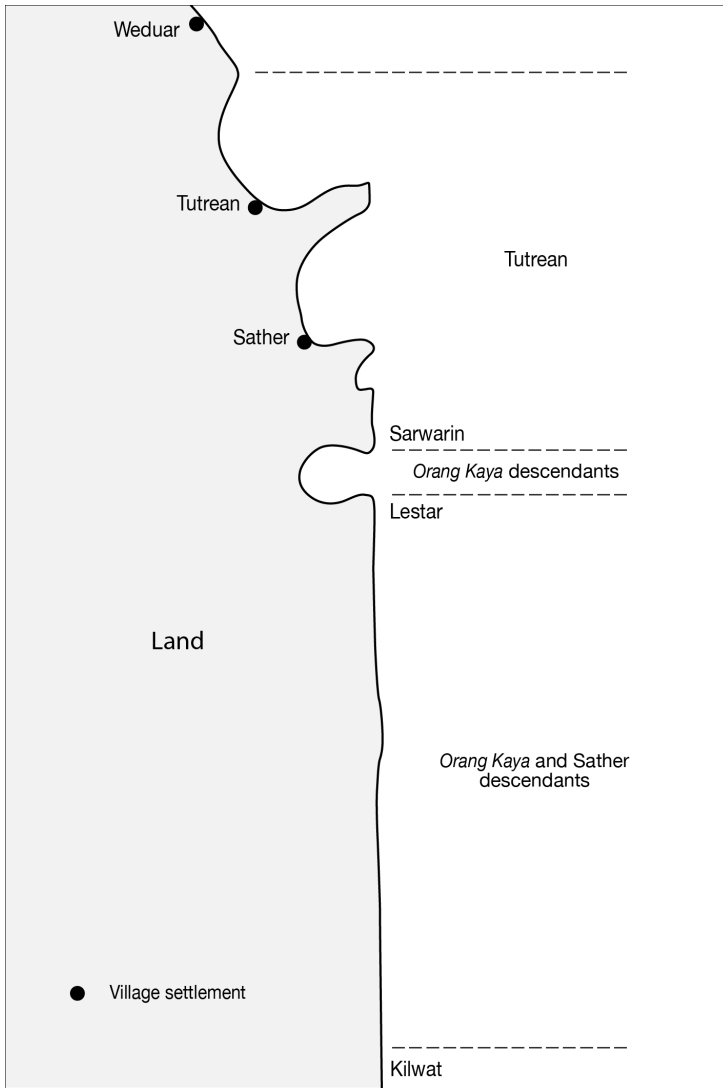 Weduar
Tutrean
Tutrean
Sather
Sarwarin
Orang Kaya descendants
Lestar
Land
Orang Kaya and Sather
descendants
Village settlement
Kilwat